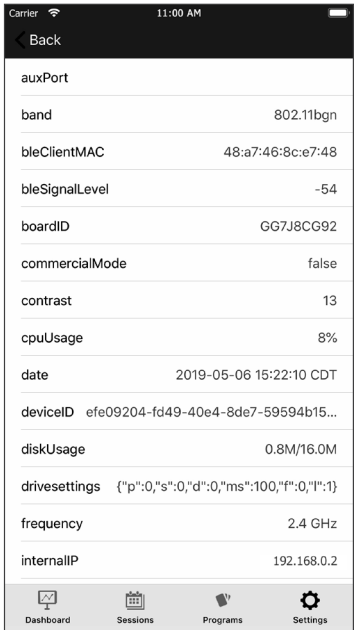 Carrier 11:00 AM
Back
auxPort
band 802.11bgn
bleClientMAC 48:a7:46:8c:e7:48
bleSignalLevel -54
boardID GG7J8CG92
commercialMode false
contrast 13
cpuUsage 8%
date 2019-05-06 15:22:10 CDT
deviceID efe09204-fd49-40e4-8de7-59594b15...
diskUsage 0.8M/16.0M
drivesettings {"p":0,"s":0,"d":0,"ms":100,"f":0,"l":1}
frequency 2.4 GHz
internalIP 192.168.0.2
Dashboard Sessions Programs Settings